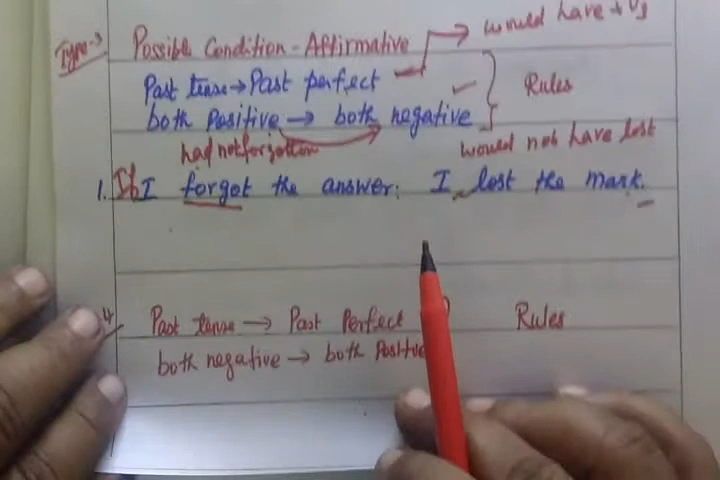 would have + V3
Type-3 Possible Condition - Affirmative
Past tense → Past perfect
Rules
both Positive → both negative
had not forgotten would not have lost
1. If I forgot the answer; I lost the mark.
4 Past tense → Past Perfect Rules
both negative → both Positive